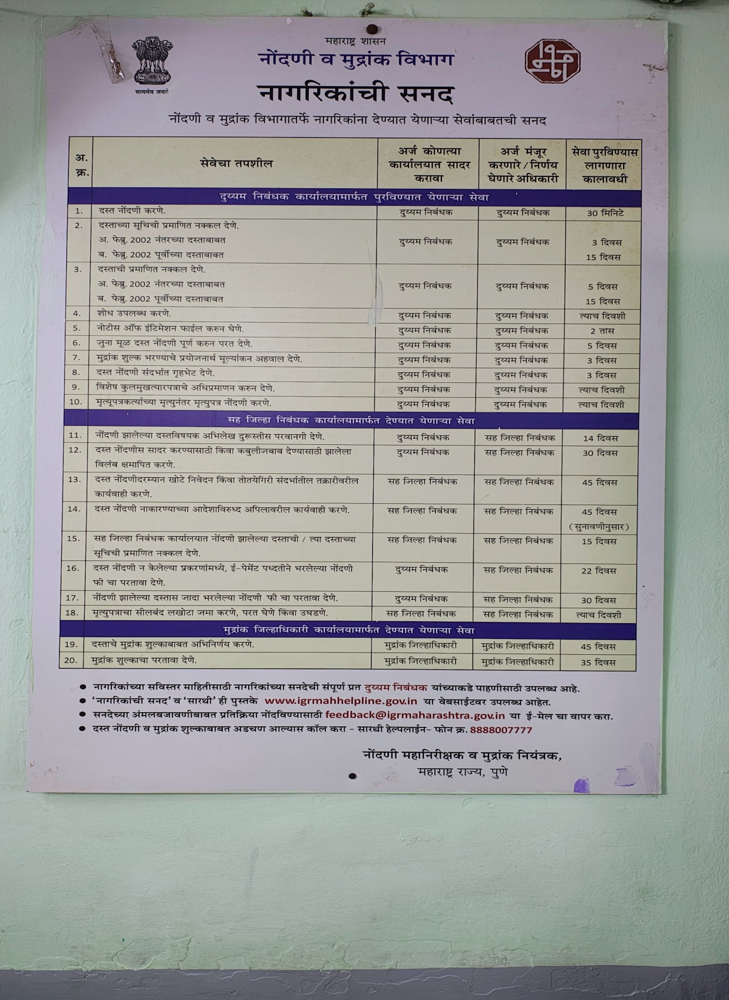 महाराष्ट्र शासन
नोंदणी व मुद्रांक विभाग
सत्यमेव जयते
नागरिकांची सनद
नोंदणी व मुद्रांक विभागातर्फे नागरिकांना देण्यात येणाऱ्या सेवांबाबतची सनद
अ. क्र. सेवेचा तपशील अर्ज कोणत्या कार्यालयात सादर करावा अर्ज मंजूर करणारे / निर्णय घेणारे अधिकारी सेवा पुरविण्यास लागणारा कालावधी
दुय्यम निबंधक कार्यालयामार्फत पुरविण्यात येणाऱ्या सेवा
1. दस्त नोंदणी करणे. दुय्यम निबंधक दुय्यम निबंधक 30 मिनिटे
2. दस्ताच्या सूचिची प्रमाणित नक्कल देणे.
अ. फेब्रु. 2002 नंतरच्या दस्ताबाबत दुय्यम निबंधक दुय्यम निबंधक 3 दिवस
ब. फेब्रु. 2002 पूर्वीच्या दस्ताबाबत 15 दिवस
3. दस्ताची प्रमाणित नक्कल देणे.
अ. फेब्रु. 2002 नंतरच्या दस्ताबाबत दुय्यम निबंधक दुय्यम निबंधक 5 दिवस
ब. फेब्रु. 2002 पूर्वीच्या दस्ताबाबत 15 दिवस
4. शोध उपलब्ध करणे. दुय्यम निबंधक दुय्यम निबंधक त्याच दिवशी
5. नोटीस ऑफ इंटिमेशन फाईल करुन घेणे. दुय्यम निबंधक दुय्यम निबंधक 2 तास
6. जुना मूळ दस्त नोंदणी पूर्ण करुन परत देणे. दुय्यम निबंधक दुय्यम निबंधक 5 दिवस
7. मुद्रांक शुल्क भरण्याचे प्रयोजनार्थ मूल्यांकन अहवाल देणे. दुय्यम निबंधक दुय्यम निबंधक 3 दिवस
8. दस्त नोंदणी संदर्भात गृहभेट देणे. दुय्यम निबंधक दुय्यम निबंधक 3 दिवस
9. विशेष कुलमुखत्यारपत्राचे अधिप्रमाणन करुन देणे. दुय्यम निबंधक दुय्यम निबंधक त्याच दिवशी
10. मृत्यूपत्रकर्त्याच्या मृत्युनंतर मृत्युपत्र नोंदणी करणे. दुय्यम निबंधक दुय्यम निबंधक त्याच दिवशी
सह जिल्हा निबंधक कार्यालयामार्फत देण्यात येणाऱ्या सेवा
11. नोंदणी झालेल्या दस्तविषयक अभिलेख दुरूस्तीस परवानगी देणे. दुय्यम निबंधक सह जिल्हा निबंधक 14 दिवस
12. दस्त नोंदणीस सादर करण्यासाठी किंवा कबुलीजबाब देण्यासाठी झालेला दुय्यम निबंधक सह जिल्हा निबंधक 30 दिवस
विलंब क्षमापित करणे.
13. दस्त नोंदणीदरम्यान खोटे निवेदन किंवा तोतयेगिरी संदर्भातील तक्रारीवरील सह जिल्हा निबंधक सह जिल्हा निबंधक 45 दिवस
कार्यवाही करणे.
14. दस्त नोंदणी नाकारण्याच्या आदेशाविरुध्द अपिलावरील कार्यवाही करणे. सह जिल्हा निबंधक सह जिल्हा निबंधक 45 दिवस
(सुनावणीनुसार)
15. सह जिल्हा निबंधक कार्यालयात नोंदणी झालेल्या दस्ताची / त्या दस्ताच्या सह जिल्हा निबंधक सह जिल्हा निबंधक 15 दिवस
सूचिची प्रमाणित नक्कल देणे.
16. दस्त नोंदणी न केलेल्या प्रकरणांमध्ये, ई-पेमेंट पध्दतीने भरलेल्या नोंदणी दुय्यम निबंधक सह जिल्हा निबंधक 22 दिवस
फी चा परतावा देणे.
17. नोंदणी झालेल्या दस्तास जादा भरलेल्या नोंदणी फी चा परतावा देणे. दुय्यम निबंधक सह जिल्हा निबंधक 30 दिवस
18. मृत्युपत्राचा सीलबंद लखोटा जमा करणे, परत घेणे किंवा उघडणे. सह जिल्हा निबंधक सह जिल्हा निबंधक त्याच दिवशी
मुद्रांक जिल्हाधिकारी कार्यालयामार्फत देण्यात येणाऱ्या सेवा
19. दस्ताचे मुद्रांक शुल्काबाबत अभिनिर्णय करणे. मुद्रांक जिल्हाधिकारी मुद्रांक जिल्हाधिकारी 45 दिवस
20. मुद्रांक शुल्काचा परतावा देणे. मुद्रांक जिल्हाधिकारी मुद्रांक जिल्हाधिकारी 35 दिवस
● नागरिकांच्या सविस्तर माहितीसाठी नागरिकांच्या सनदेची संपूर्ण प्रत दुय्यम निबंधक यांच्याकडे पाहणीसाठी उपलब्ध आहे.
● 'नागरिकांची सनद' व 'सारथी' ही पुस्तके www.igrmahhelpline.gov.in या वेबसाईटवर उपलब्ध आहेत.
● सनदेच्या अंमलबजावणीबाबत प्रतिक्रिया नोंदविण्यासाठी feedback@igrmaharashtra.gov.in या ई-मेल चा वापर करा.
● दस्त नोंदणी व मुद्रांक शुल्काबाबत अडचण आल्यास कॉल करा - सारथी हेल्पलाईन- फोन क्र. 8888007777
नोंदणी महानिरीक्षक व मुद्रांक नियंत्रक,
महाराष्ट्र राज्य, पुणे